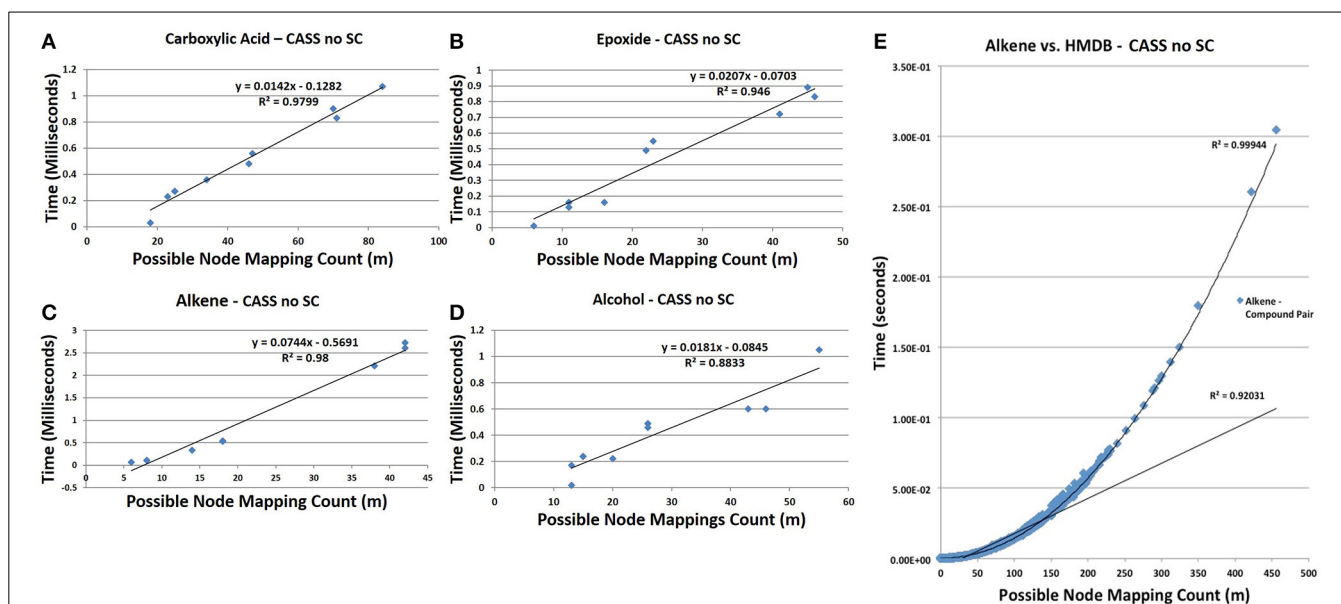 A
Carboxylic Acid – CASS no SC
1.2
1
0.8
0.6
0.4
0.2
0
y = 0.0142x - 0.1282
R² = 0.9799
0 20 40 60 80 100
Time (Milliseconds)
Possible Node Mapping Count (m)
B
Epoxide - CASS no SC
1
0.9
0.8
0.7
0.6
0.5
0.4
0.3
0.2
0.1
0
y = 0.0207x - 0.0703
R² = 0.946
0 10 20 30 40 50
Time (Milliseconds)
Possible Node Mapping Count (m)
C
Alkene - CASS no SC
3
2.5
2
1.5
1
0.5
0
-0.5
y = 0.0744x - 0.5691
R² = 0.98
0 5 10 15 20 25 30 35 40 45
Time (Milliseconds)
Possible Node Mapping Count (m)
D
Alcohol - CASS no SC
1.2
1
0.8
0.6
0.4
0.2
0
y = 0.0181x - 0.0845
R² = 0.8833
0 10 20 30 40 50 60
Time (Milliseconds)
Possible Node Mappings Count (m)
E
Alkene vs. HMDB - CASS no SC
3.50E-01
3.00E-01
2.50E-01
2.00E-01
1.50E-01
1.00E-01
5.00E-02
0.00E+00
R² = 0.99944
Alkene -
Compound Pair
R² = 0.92031
0 50 100 150 200 250 300 350 400 450 500
Time (seconds)
Possible Node Mapping Count (m)